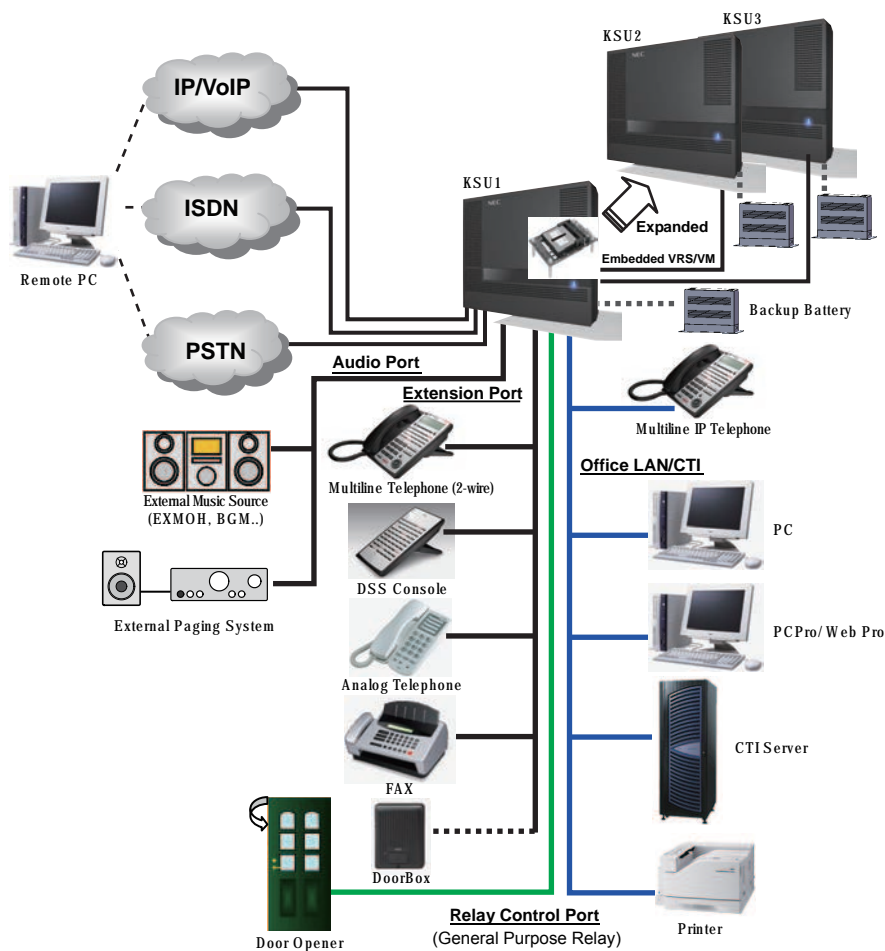 KSU3
KSU2
NEC
IP/VoIP
KSU1
ISDN
NEC
Expanded
Embedded VRS/VM
Remote PC
Backup Battery
PSTN
Audio Port
Extension Port
Multiline IP Telephone
Multiline Telephone (2-wire)
Office LAN/CTI
External Music Source
(EXMOH, BGM..)
PC
DSS Console
External Paging System
PCPro/Web Pro
Analog Telephone
CTI Server
FAX
DoorBox
Relay Control Port
(General Purpose Relay)
Printer
Door Opener